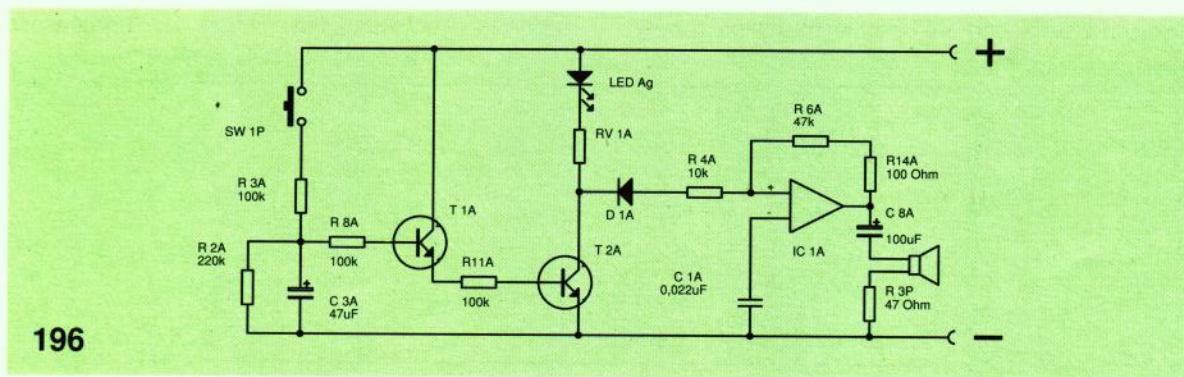 +
LED Ag
SW 1P
R 6A
47k
RV 1A
R 4A
10k
R14A
100 Ohm
R 3A
100k
+
-
D 1A
T 1A
R 8A
100k
C 8A
+
100uF
IC 1A
R 2A
220k
R11A
100k
T 2A
C 1A
0,022uF
+
C 3A
47uF
R 3P
47 Ohm
196
−